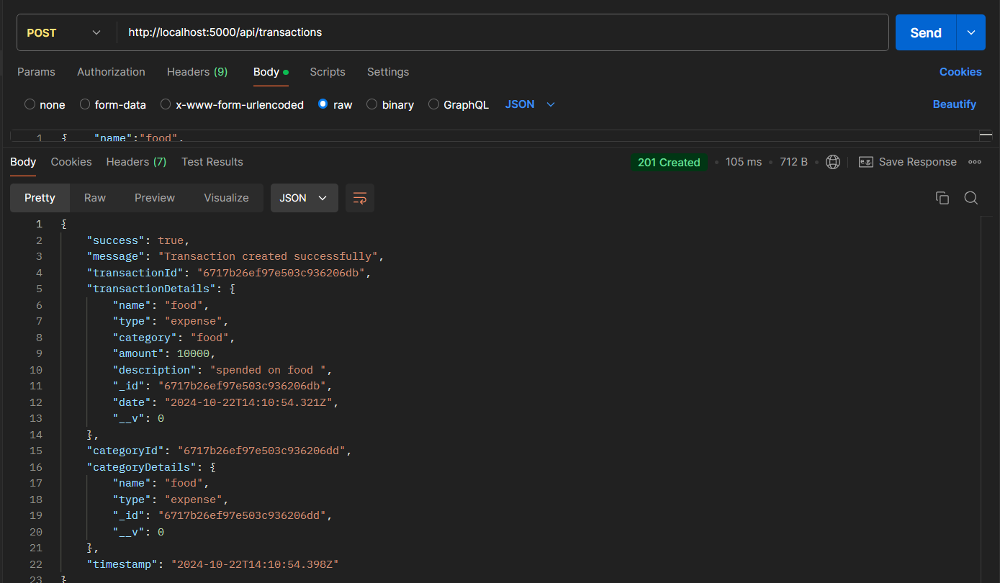 POST http://localhost:5000/api/transactions Send
Params Authorization Headers (9) Body Scripts Settings Cookies
none form-data x-www-form-urlencoded raw binary GraphQL JSON Beautify
1 { "name":"food",
Body Cookies Headers (7) Test Results 201 Created 105 ms 712 B e.g. Save Response
Pretty Raw Preview Visualize JSON
1 {
2 "success": true,
3 "message": "Transaction created successfully",
4 "transactionId": "6717b26ef97e503c936206db",
5 "transactionDetails": {
6 "name": "food",
7 "type": "expense",
8 "category": "food",
9 "amount": 10000,
10 "description": "spended on food ",
11 "_id": "6717b26ef97e503c936206db",
12 "date": "2024-10-22T14:10:54.321Z",
13 "__v": 0
14 },
15 "categoryId": "6717b26ef97e503c936206dd",
16 "categoryDetails": {
17 "name": "food",
18 "type": "expense",
19 "_id": "6717b26ef97e503c936206dd",
20 "__v": 0
21 },
22 "timestamp": "2024-10-22T14:10:54.398Z"
23 }